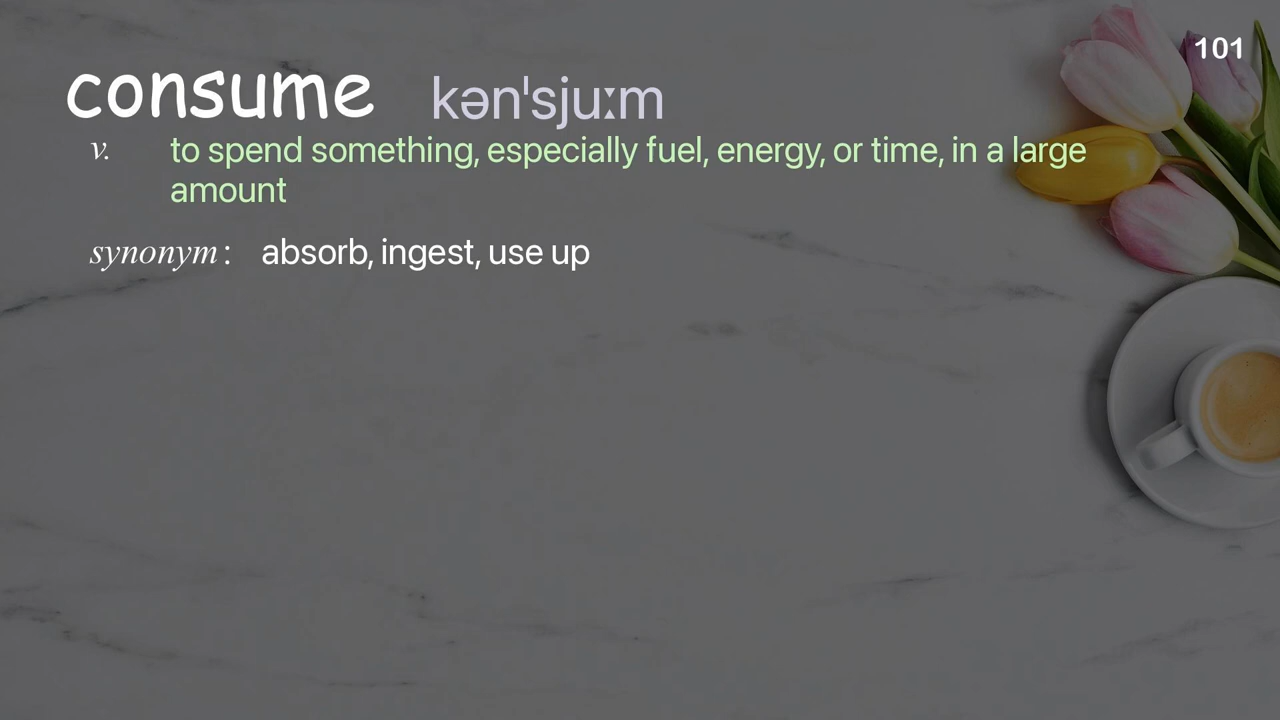 101
consume kən'sjuːm
v. to spend something, especially fuel, energy, or time, in a large
amount
synonym : absorb, ingest, use up